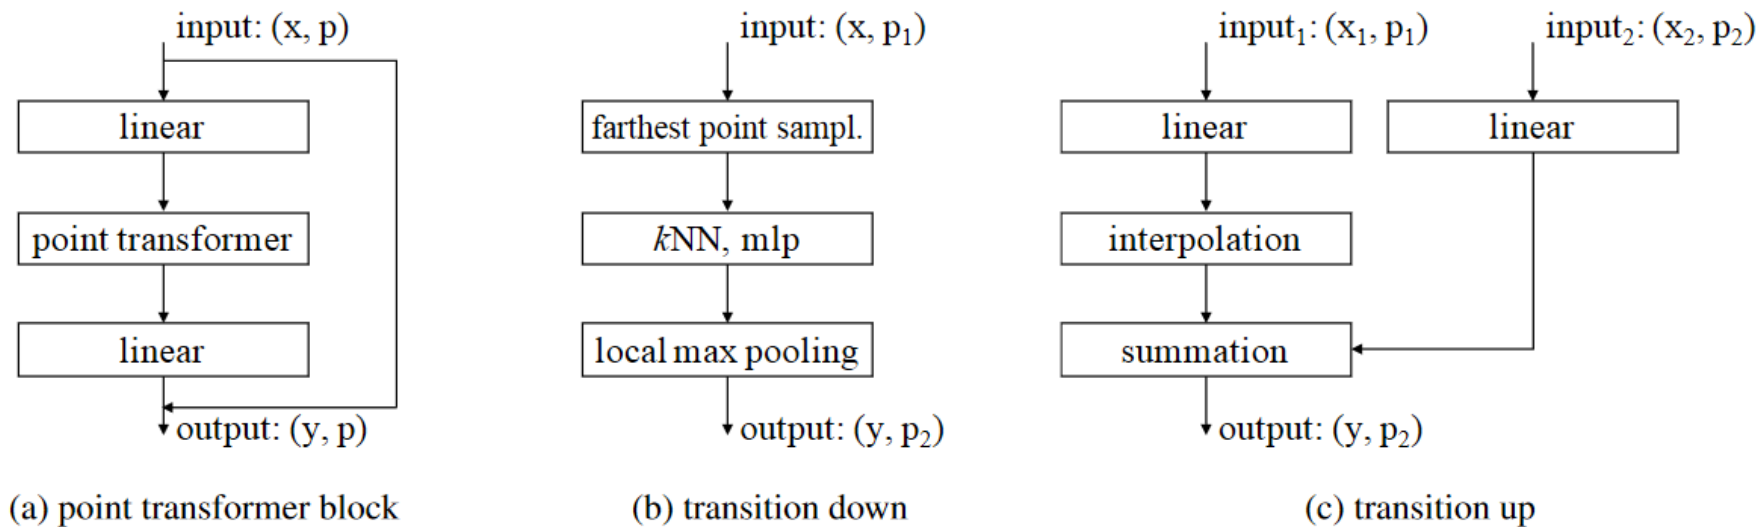 input: (x, p)
linear
point transformer
linear
output: (y, p)
(a) point transformer block
input: (x, p₁)
farthest point sampl.
kNN, mlp
local max pooling
output: (y, p₂)
(b) transition down
input₁: (x₁, p₁)
linear
interpolation
summation
output: (y, p₂)
input₂: (x₂, p₂)
linear
(c) transition up